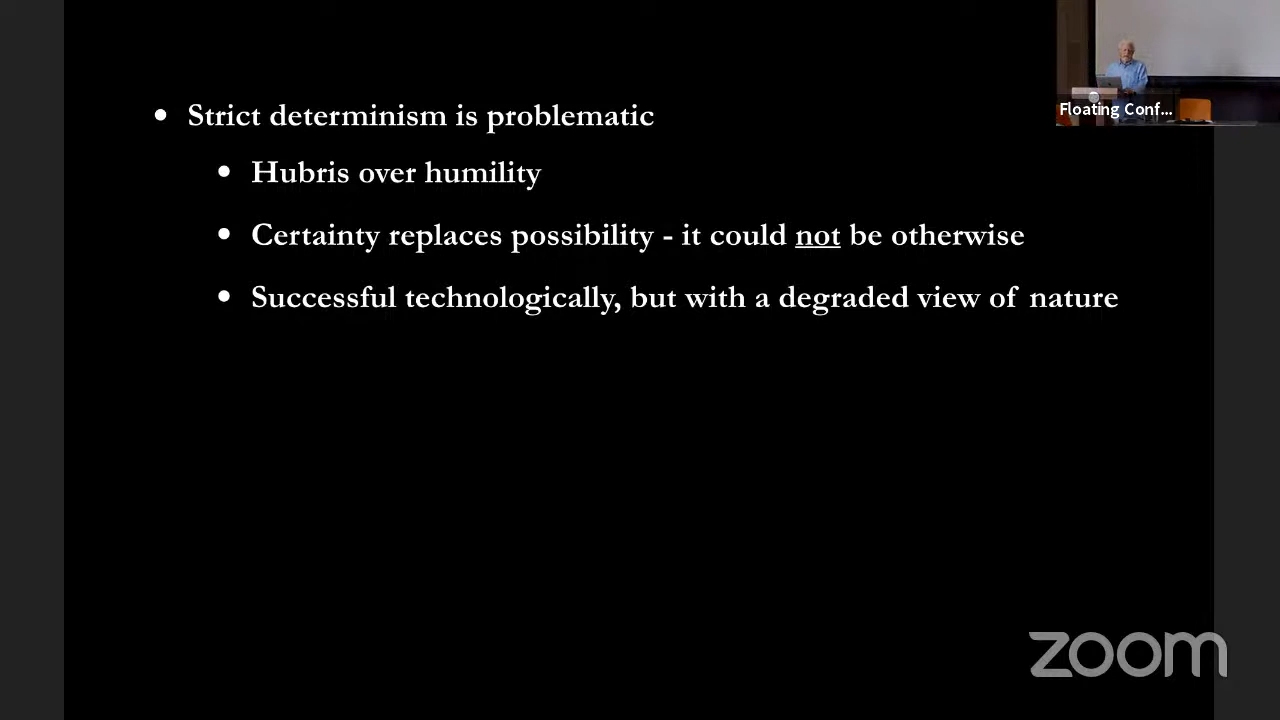 Floating Conf...
• Strict determinism is problematic
• Hubris over humility
• Certainty replaces possibility - it could not be otherwise
• Successful technologically, but with a degraded view of nature
zoom